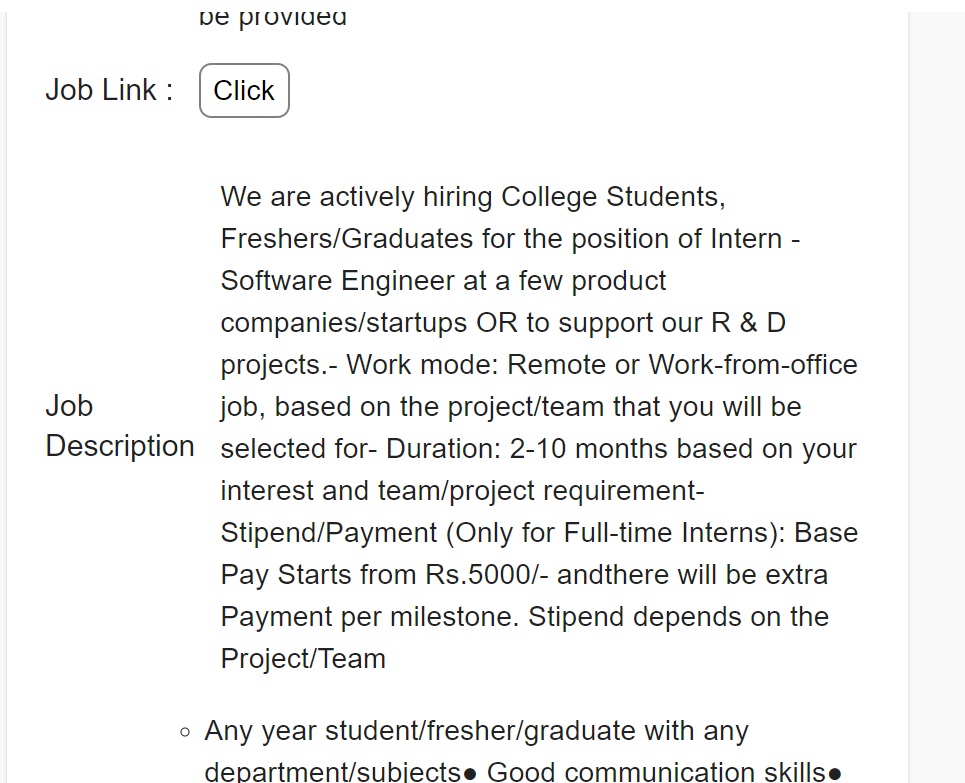 be provided
Job Link :
Click
We are actively hiring College Students,
Freshers/Graduates for the position of Intern -
Software Engineer at a few product
companies/startups OR to support our R & D
projects.- Work mode: Remote or Work-from-office
job, based on the project/team that you will be
selected for- Duration: 2-10 months based on your
interest and team/project requirement-
Stipend/Payment (Only for Full-time Interns): Base
Pay Starts from Rs.5000/- andthere will be extra
Payment per milestone. Stipend depends on the
Project/Team
Job
Description
○ Any year student/fresher/graduate with any
department/subjects● Good communication skills●